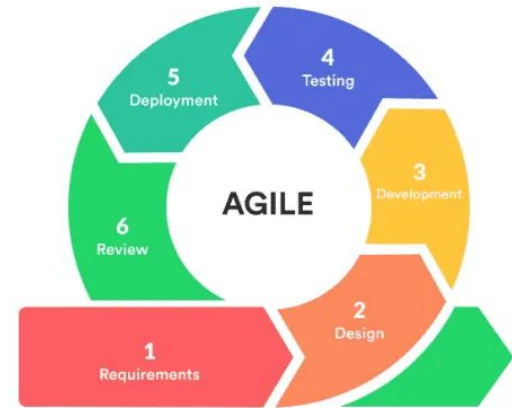 AGILE
1
Requirements
2
Design
3
Development
4
Testing
5
Deployment
6
Review